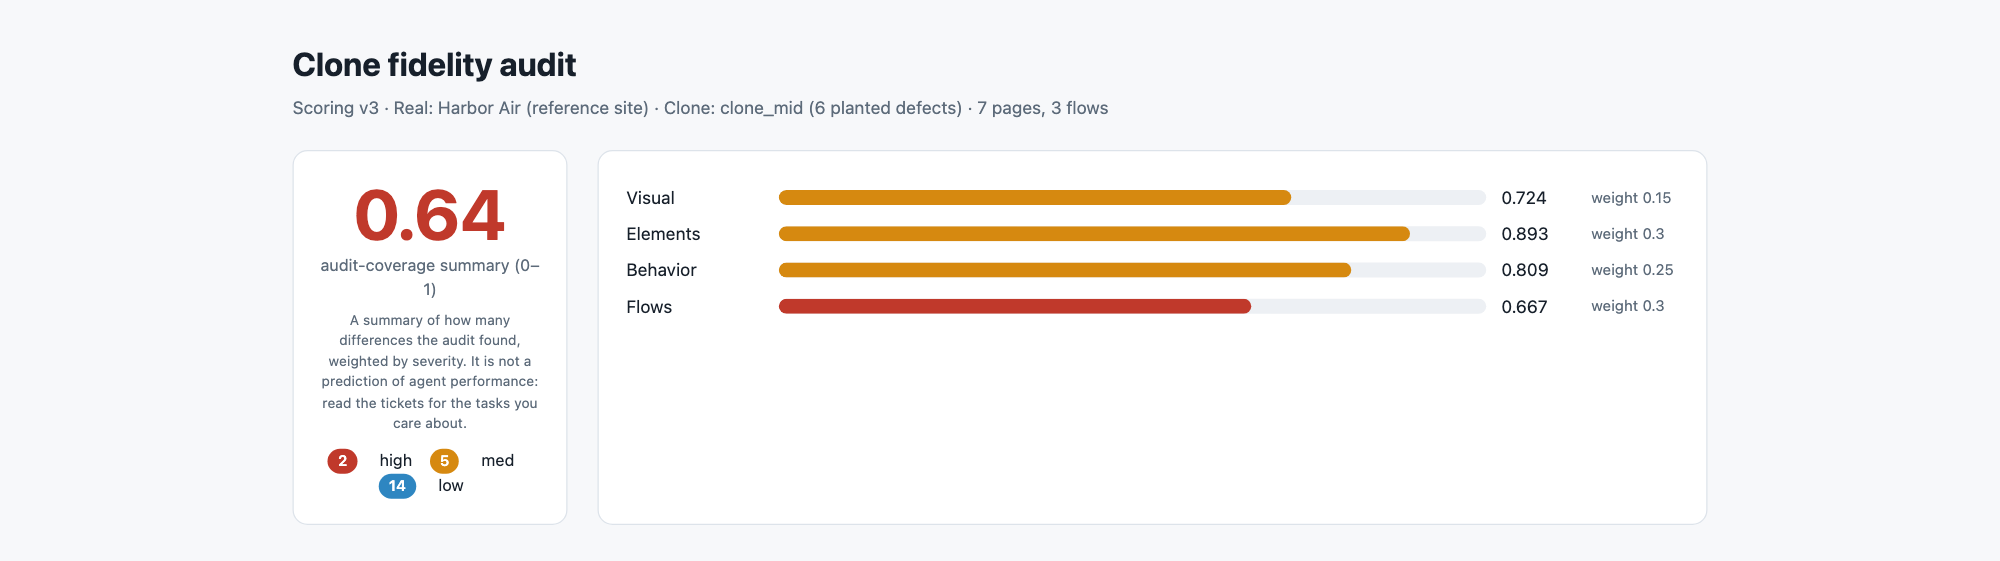 Clone fidelity audit
Scoring v3 · Real: Harbor Air (reference site) · Clone: clone_mid (6 planted defects) · 7 pages, 3 flows
0.64
audit-coverage summary (0–
1)
A summary of how many
differences the audit found,
weighted by severity. It is not a
prediction of agent performance:
read the tickets for the tasks you
care about.
2 high 5 med
14 low
Visual 0.724 weight 0.15
Elements 0.893 weight 0.3
Behavior 0.809 weight 0.25
Flows 0.667 weight 0.3